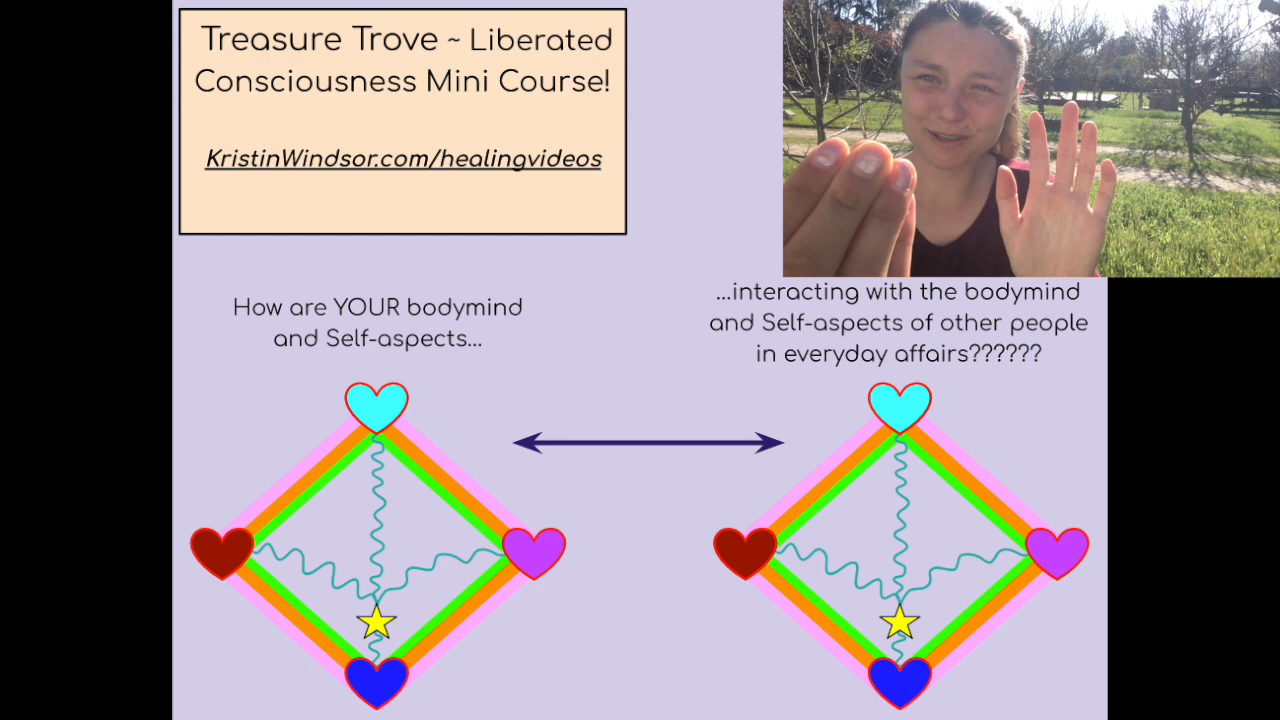 Treasure Trove ~ Liberated
Consciousness Mini Course!
KristinWindsor.com/healingvideos
How are YOUR bodymind
and Self-aspects...
...interacting with the bodymind
and Self-aspects of other people
in everyday affairs??????